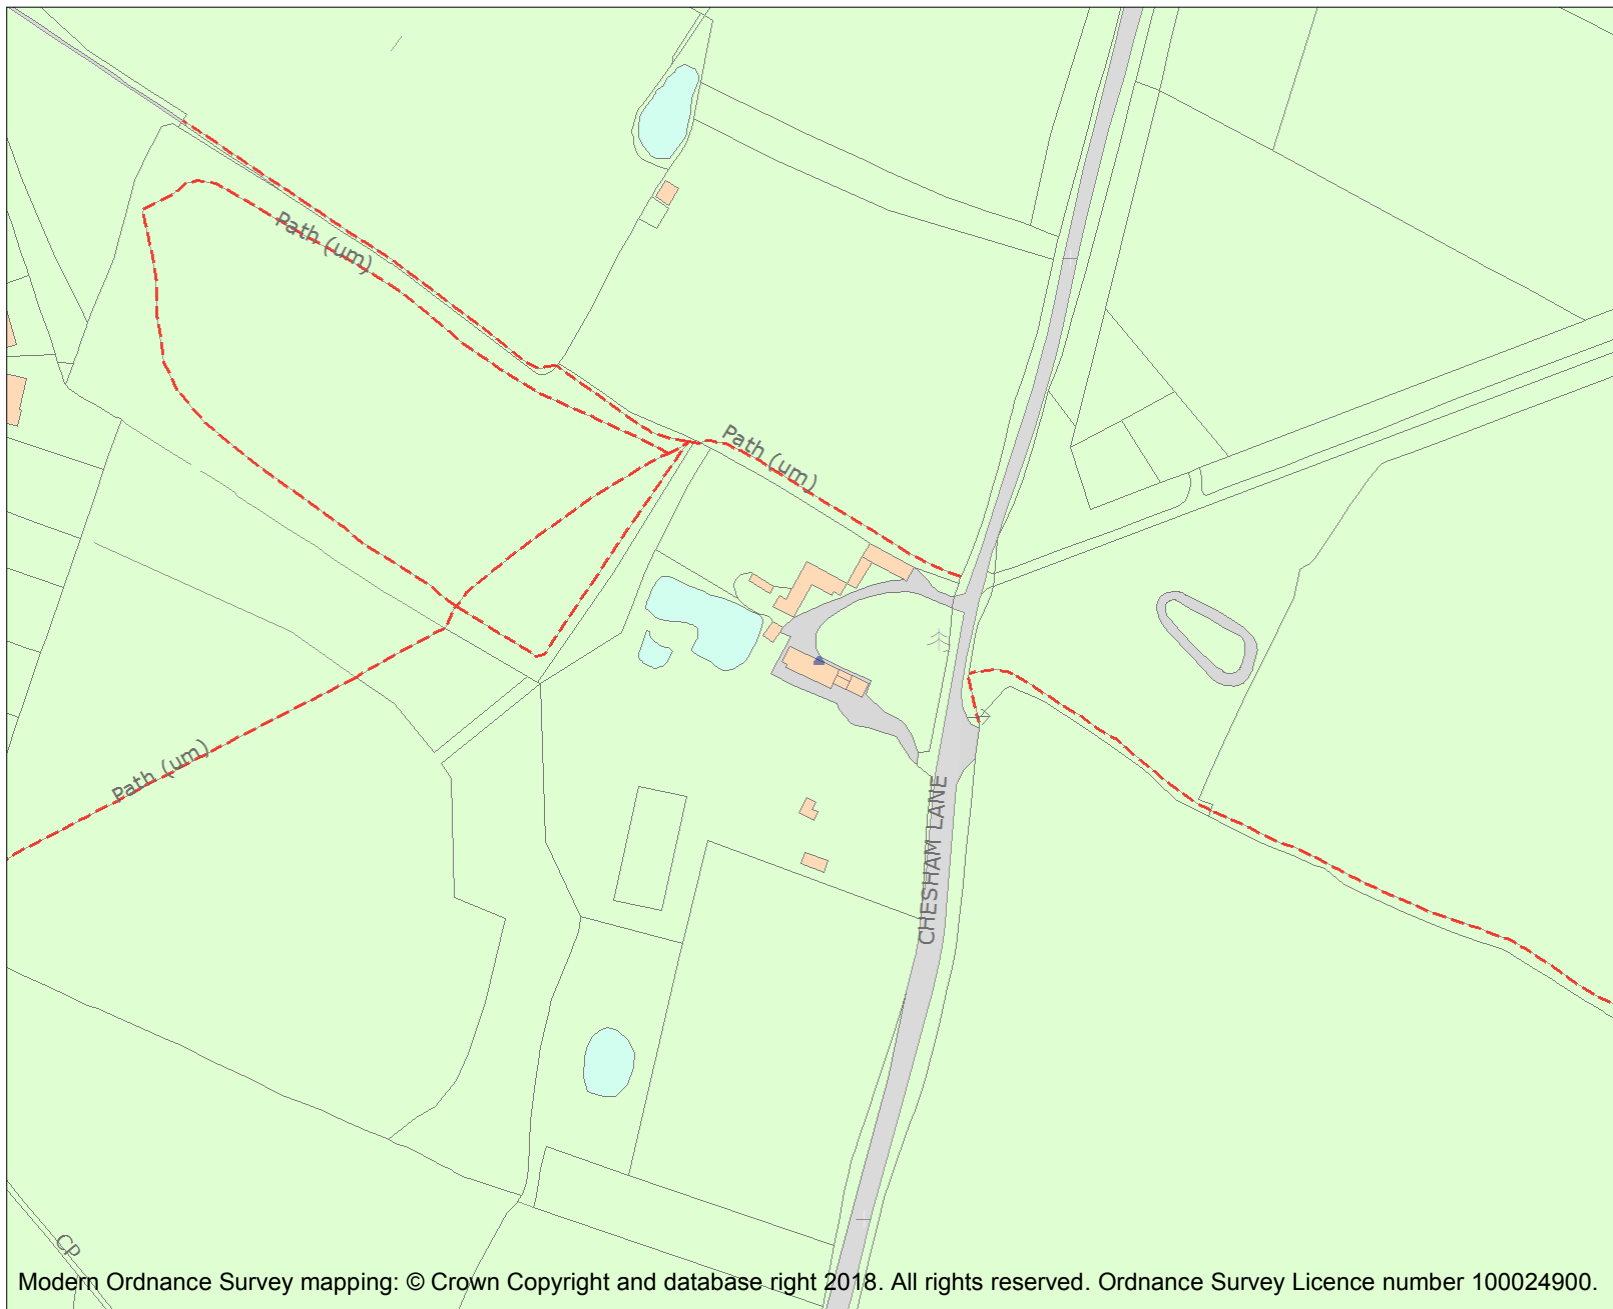 Path (um)
Path (um)
Path (um)
CHESHAM LANE
CP
Modern Ordnance Survey mapping: © Crown Copyright and database right 2018. All rights reserved. Ordnance Survey Licence number 100024900.